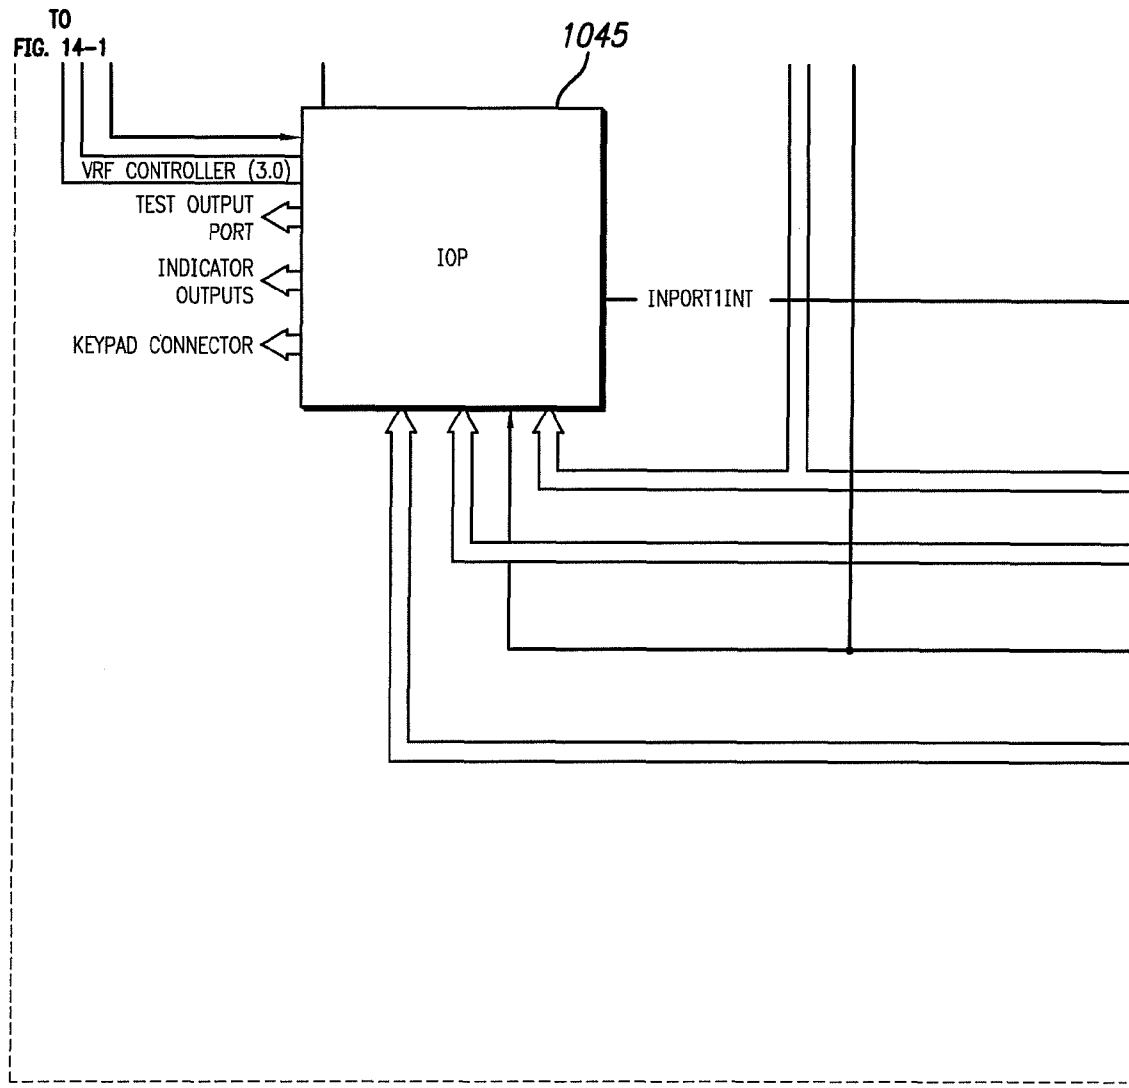 TO
FIG. 14-1
1045
VRF CONTROLLER (3.0)
TEST OUTPUT
PORT
IOP
INDICATOR
OUTPUTS
INPORT1INT
KEYPAD CONNECTOR